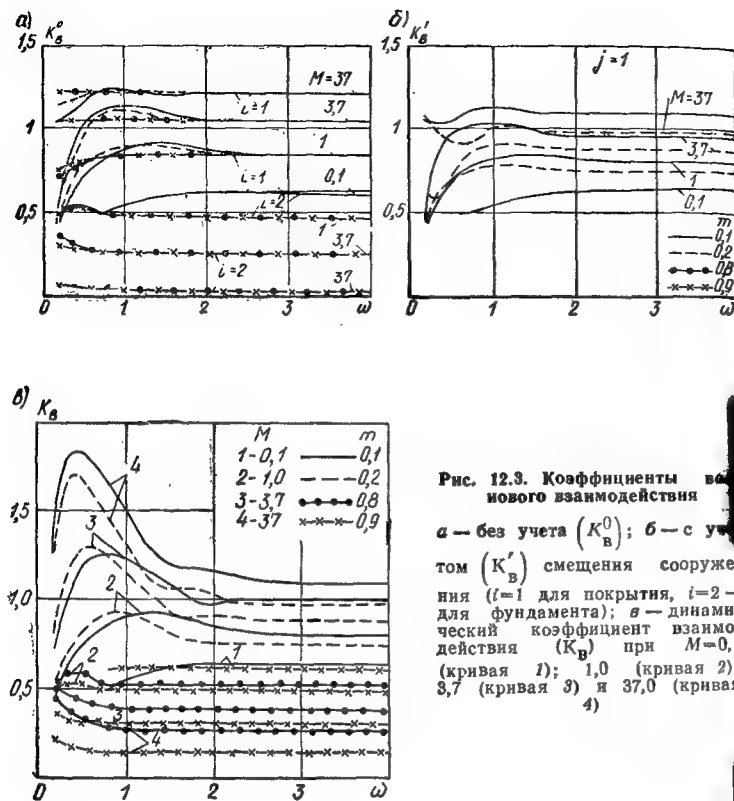 а) K⁰в
б) K′в
1,5
M=37
i=1
3,7
1
1
i=1
0,1
i=2
0,5
1
3,7
i=2
37
0
1
2
3
ω
1,5
j=1
M=37
1
3,7
1
0,5
0,1
m
0,1
0,2
0,8
0,9
0
1
2
3
ω
в) Kв
M m
1-0,1 0,1
2-1,0 0,2
3-3,7 0,8
4-37 0,9
4
1,5
3
2
1,0
1
2
0,5
3
4
0
1
2
3
ω
Рис. 12.3. Коэффициенты
нового взаимодействия
а — без учета (K⁰в); б — с
том (K′в) смещения сооруже
ния (i=1 для покрытия, i=2 —
для фундамента); в — динами
ческий коэффициент взаимо
действия (Kв) при M=0,
(кривая 1); 1,0 (кривая 2)
3,7 (кривая 3) и 37,0 (кривая
4)